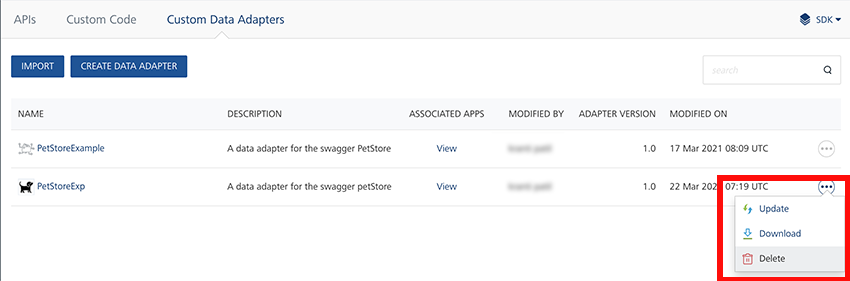 APIs Custom Code Custom Data Adapters SDK
IMPORT CREATE DATA ADAPTER search
NAME DESCRIPTION ASSOCIATED APPS MODIFIED BY ADAPTER VERSION MODIFIED ON
PetStoreExample A data adapter for the swagger PetStore View 1.0 17 Mar 2021 08:09 UTC
PetStoreExp A data adapter for the swagger petStore View 1.0 22 Mar 2021 07:19 UTC
Update
Download
Delete